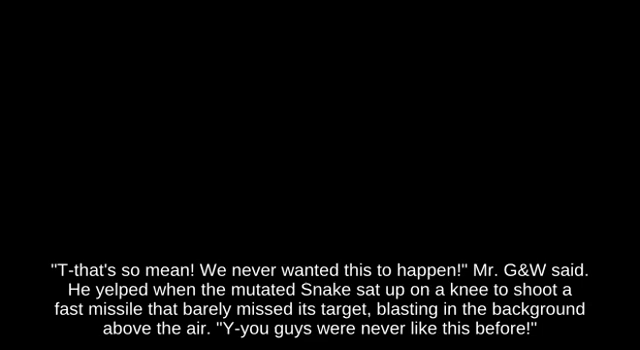 "T-that's so mean! We never wanted this to happen!" Mr. G&W said.
He yelped when the mutated Snake sat up on a knee to shoot a
fast missile that barely missed its target, blasting in the background
above the air. "Y-you guys were never like this before!"